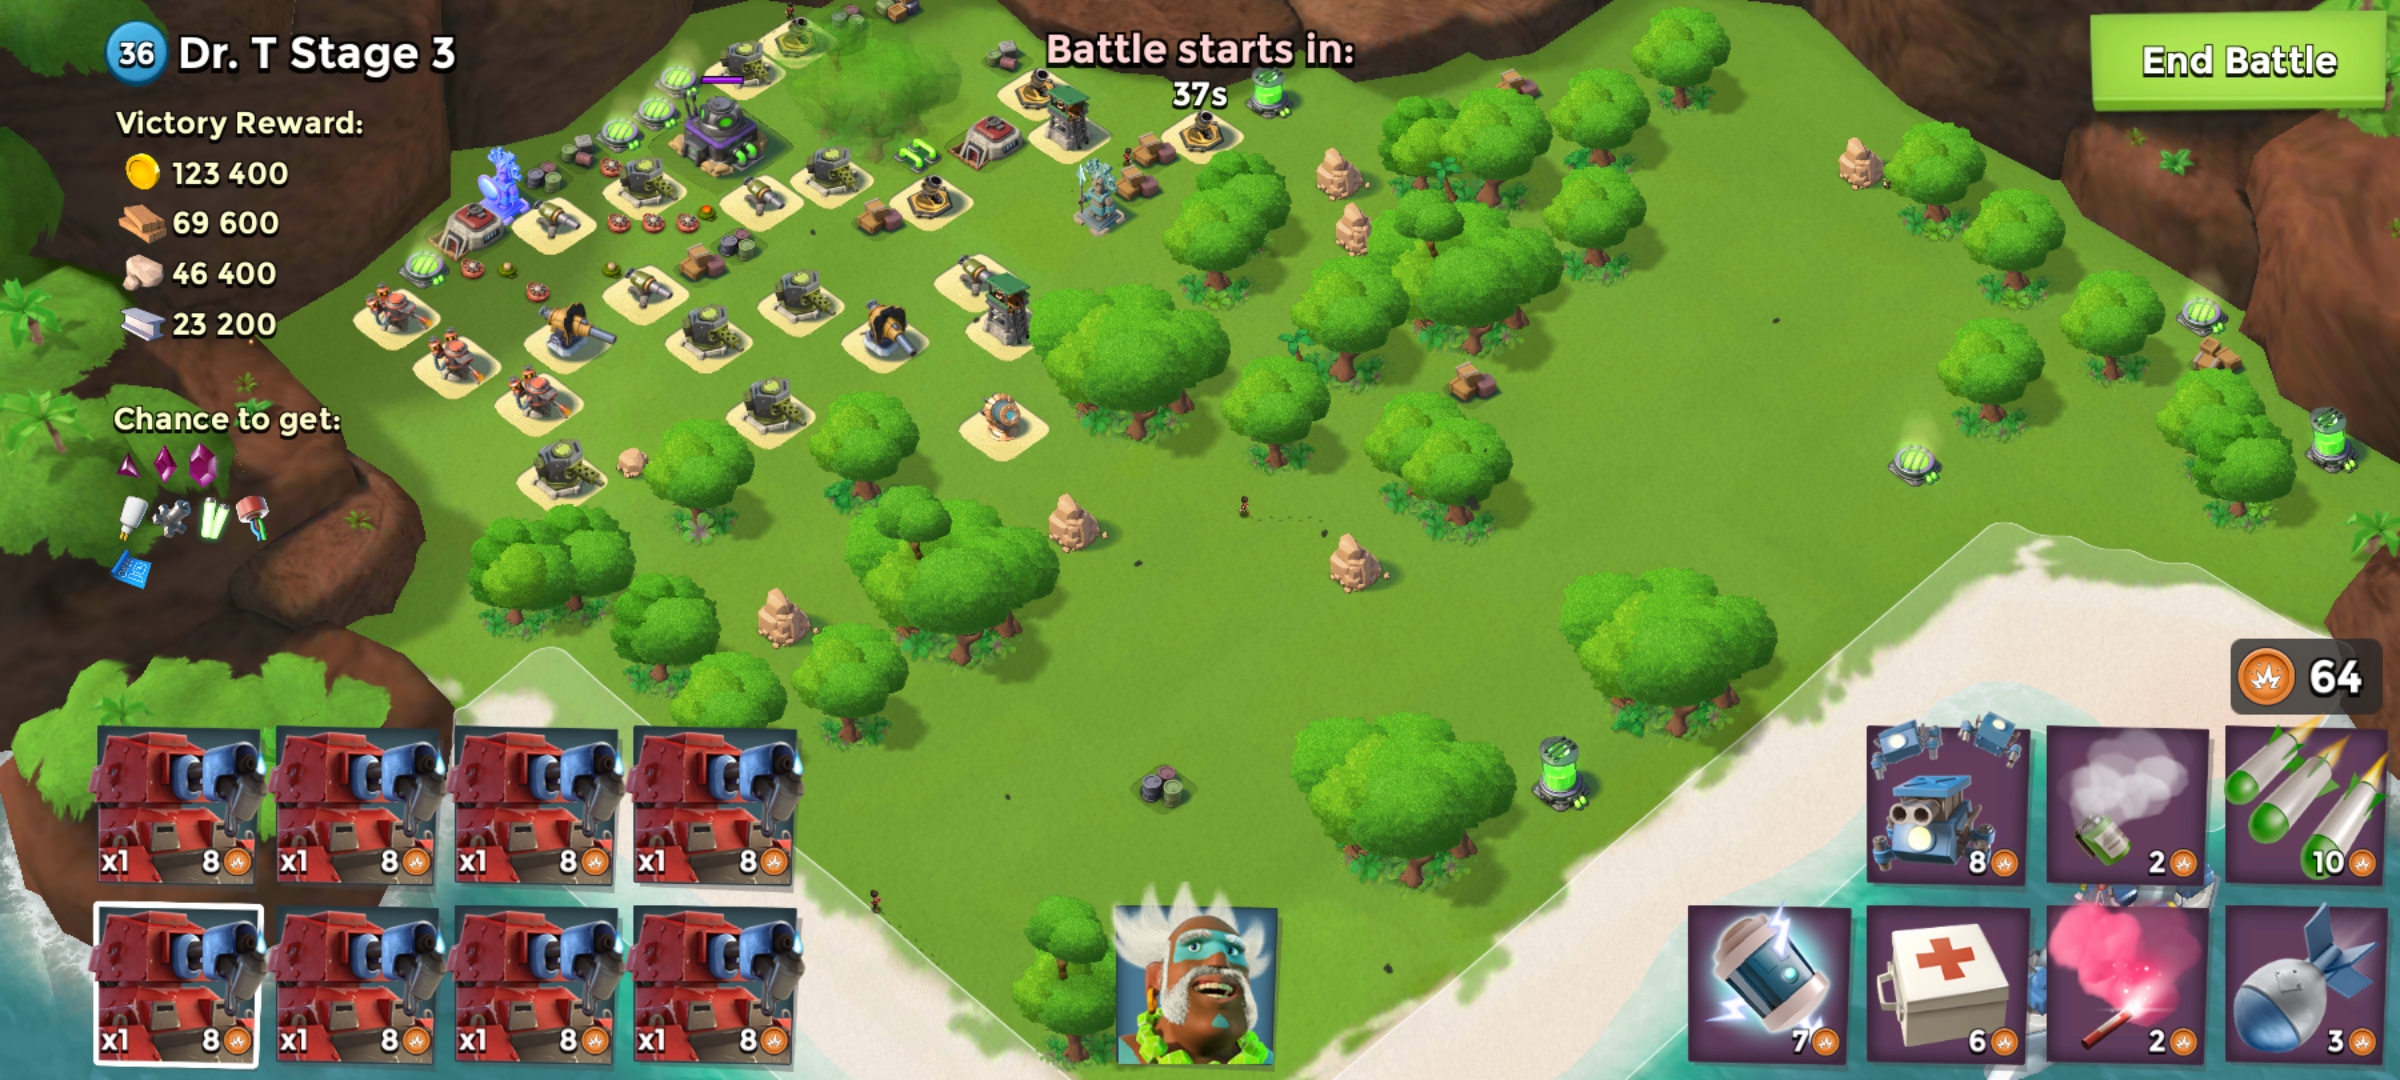 36 Dr. T Stage 3
Victory Reward:
123 400
69 600
46 400
23 200
Chance to get:
Battle starts in:
37s
End Battle
64
x1 8
x1 8
x1 8
x1 8
8
2
10
x1 8
x1 8
x1 8
x1 8
7
6
2
3